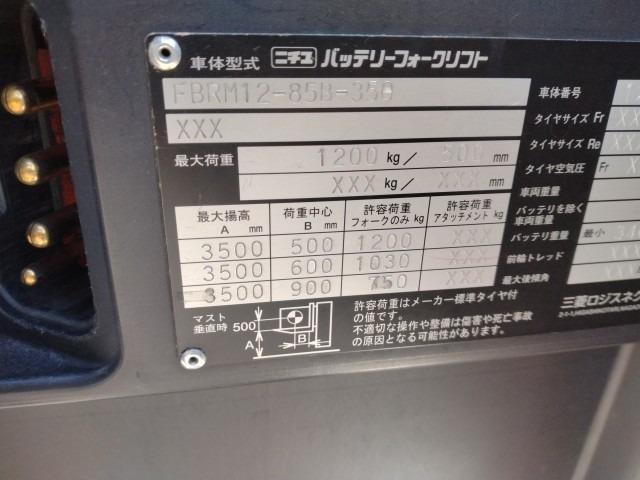 車体型式 ニチユ バッテリーフォークリフト
FBRM12-85B-350
XXX
最大荷重 1200 kg/ 500 mm
XXX kg/ XXX mm
最大揚高 A mm 荷重中心 B mm 許容荷重 フォークのみ kg 許容荷重 アタッチメント kg
3500 500 1200 XXX
3500 600 1030 XXX
3500 900 750 XXX
マスト垂直時 500 A B
許容荷重はメーカー標準タイヤ付
の値です。
不適切な操作や整備は傷害や死亡事故
の原因となる可能性があります。
車体番号
タイヤサイズ Fr
タイヤサイズ Re
タイヤ空気圧 Fr
車両重量
バッテリを除く
車両重量
バッテリ重量 最小
前輪トレッド
最大後傾角
三菱ロジスネク